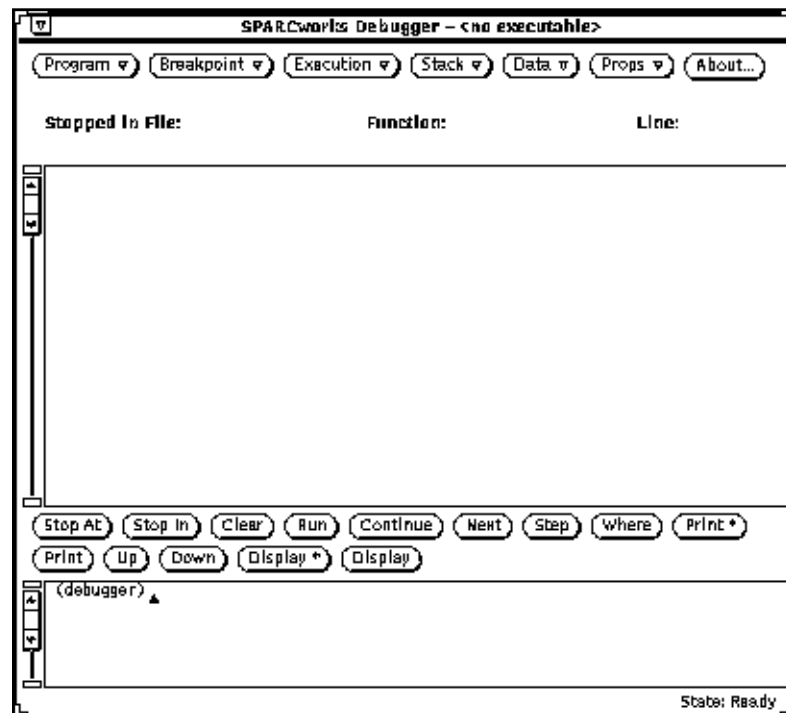 SPARCworks Debugger – <no executable>
Program Breakpoint Execution Stack Data Props About...
Stopped in File: Function: Line:
Stop At Stop In Clear Run Continue Next Step Where Print *
Print Up Down Display * Display
(debugger)
State: Ready